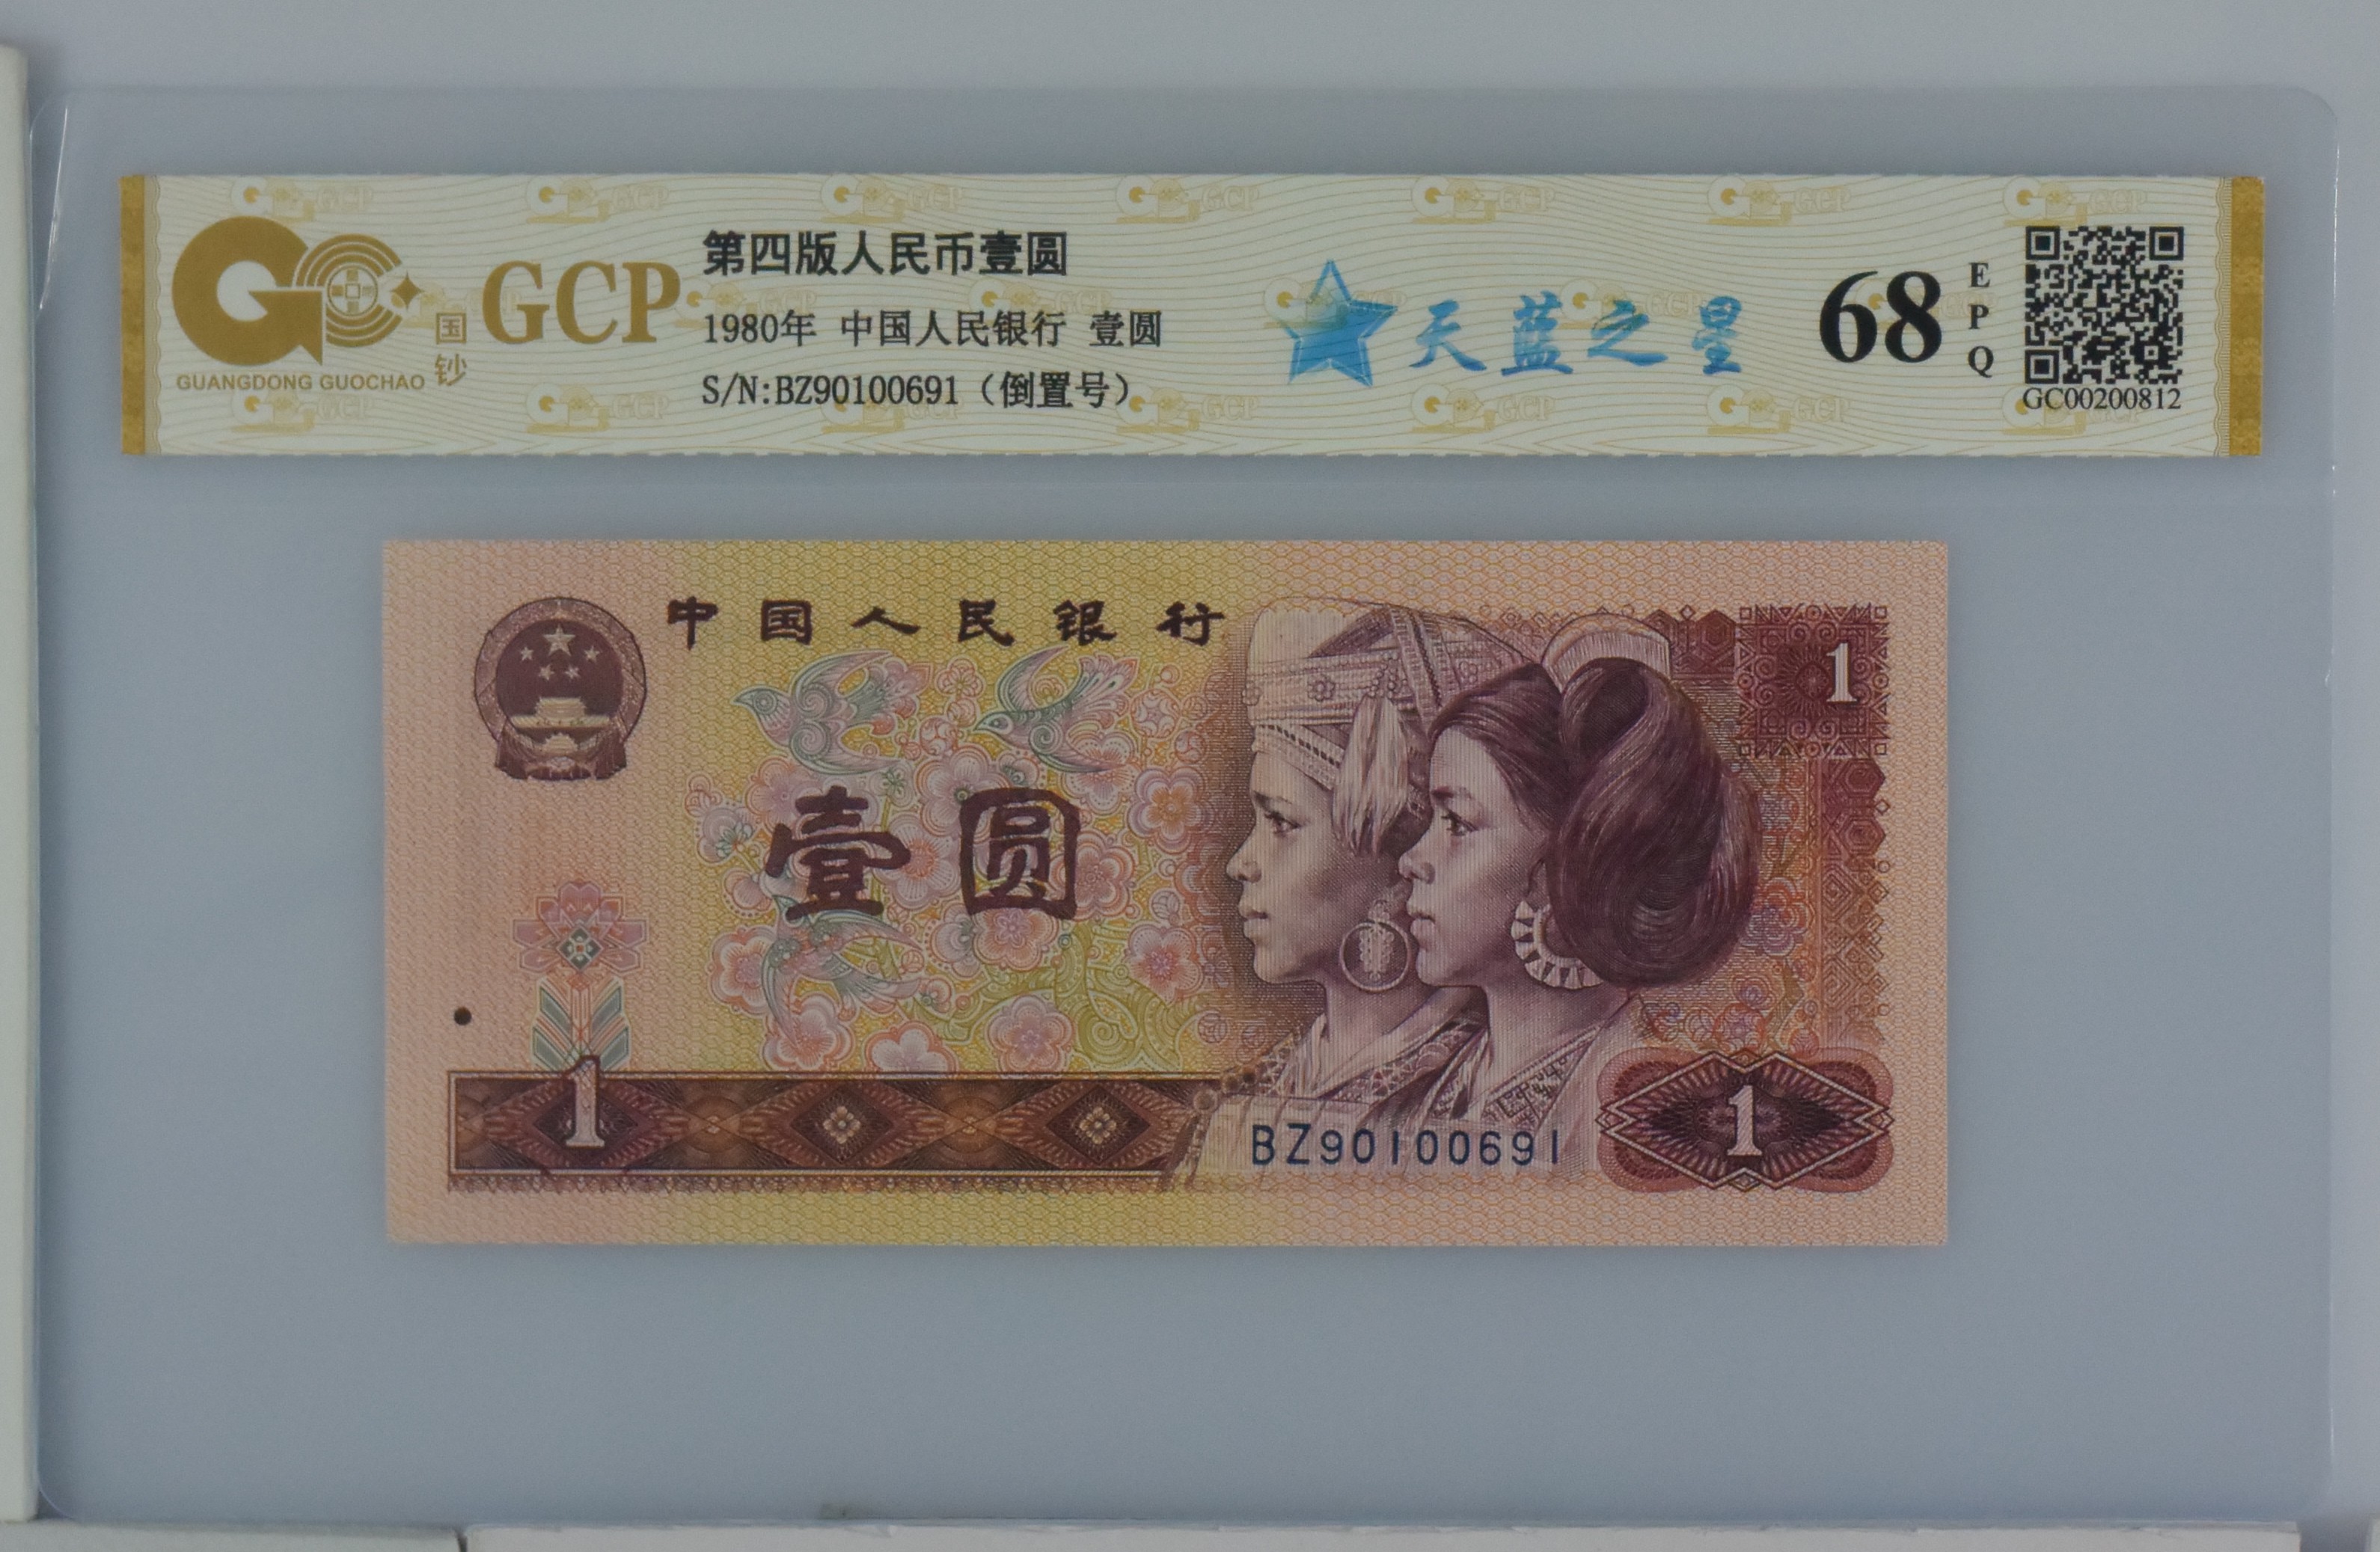 GCP
国钞
GUANGDONG GUOCHAO
第四版人民币壹圆
1980年 中国人民银行 壹圆
S/N:BZ90100691（倒置号）
天蓝之星
68
EPQ
GC00200812
中国人民银行
1
壹圆
1
BZ90100691
1